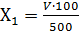 X₁ = V·100/500